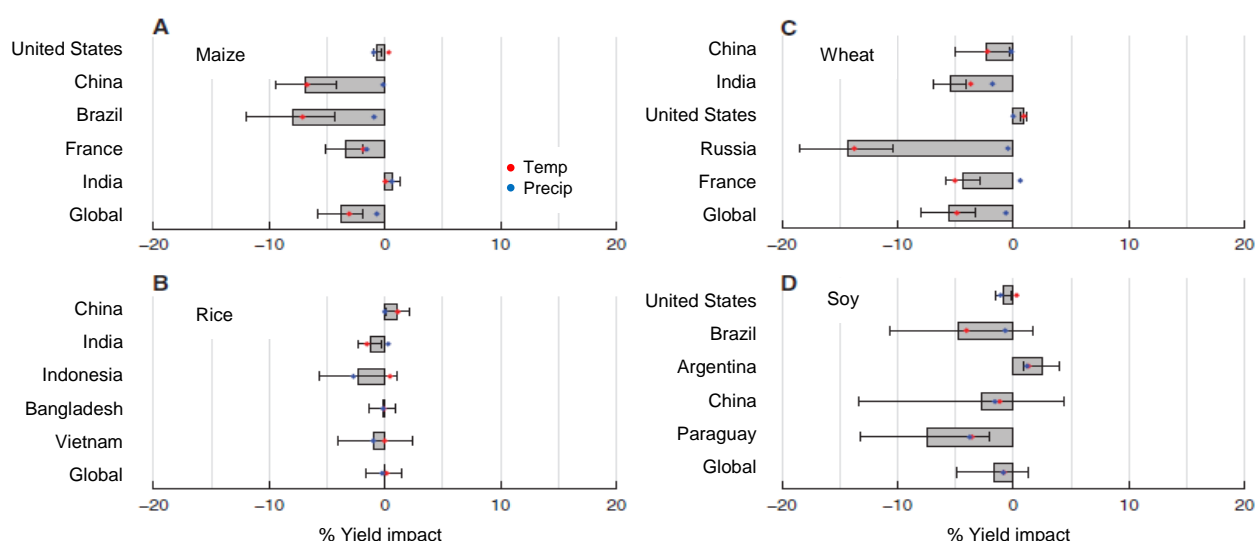 A
Maize
United States
China
Brazil
France
India
Global
Temp
Precip
−20
−10
0
10
20
B
Rice
China
India
Indonesia
Bangladesh
Vietnam
Global
−20
−10
0
10
20
% Yield impact
C
Wheat
China
India
United States
Russia
France
Global
−20
−10
0
10
20
D
Soy
United States
Brazil
Argentina
China
Paraguay
Global
−20
−10
0
10
20
% Yield impact